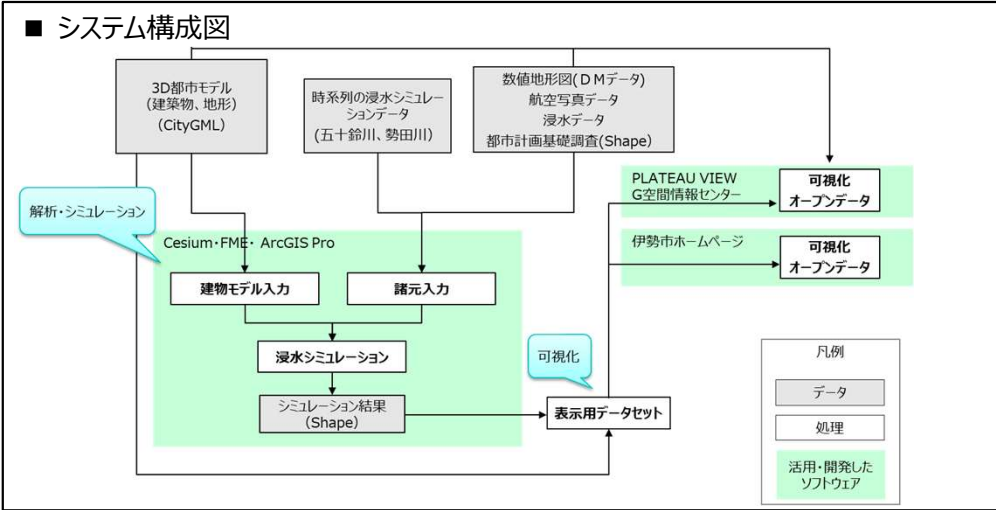 ■ システム構成図
3D都市モデル
(建築物、地形)
(CityGML)
時系列の浸水シミュレー
ションデータ
(五十鈴川、勢田川)
数値地形図(ＤＭデータ)
航空写真データ
浸水データ
都市計画基礎調査(Shape)
解析・シミュレーション
Cesium・FME・ ArcGIS Pro
建物モデル入力
諸元入力
浸水シミュレーション
シミュレーション結果
(Shape)
可視化
表示用データセット
PLATEAU VIEW
G空間情報センター
可視化
オープンデータ
伊勢市ホームページ
可視化
オープンデータ
凡例
データ
処理
活用・開発した
ソフトウェア